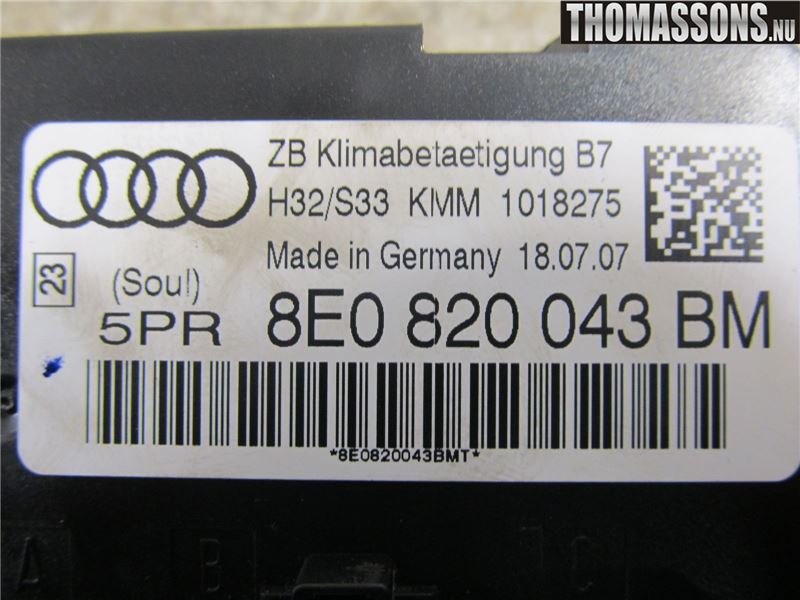 THOMASSONS.NU
ZB Klimabetaetigung B7
H32/S33 KMM 1018275
Made in Germany 18.07.07
23
(Soul)
5PR 8E0 820 043 BM
*8E0820043BMT*
A B C